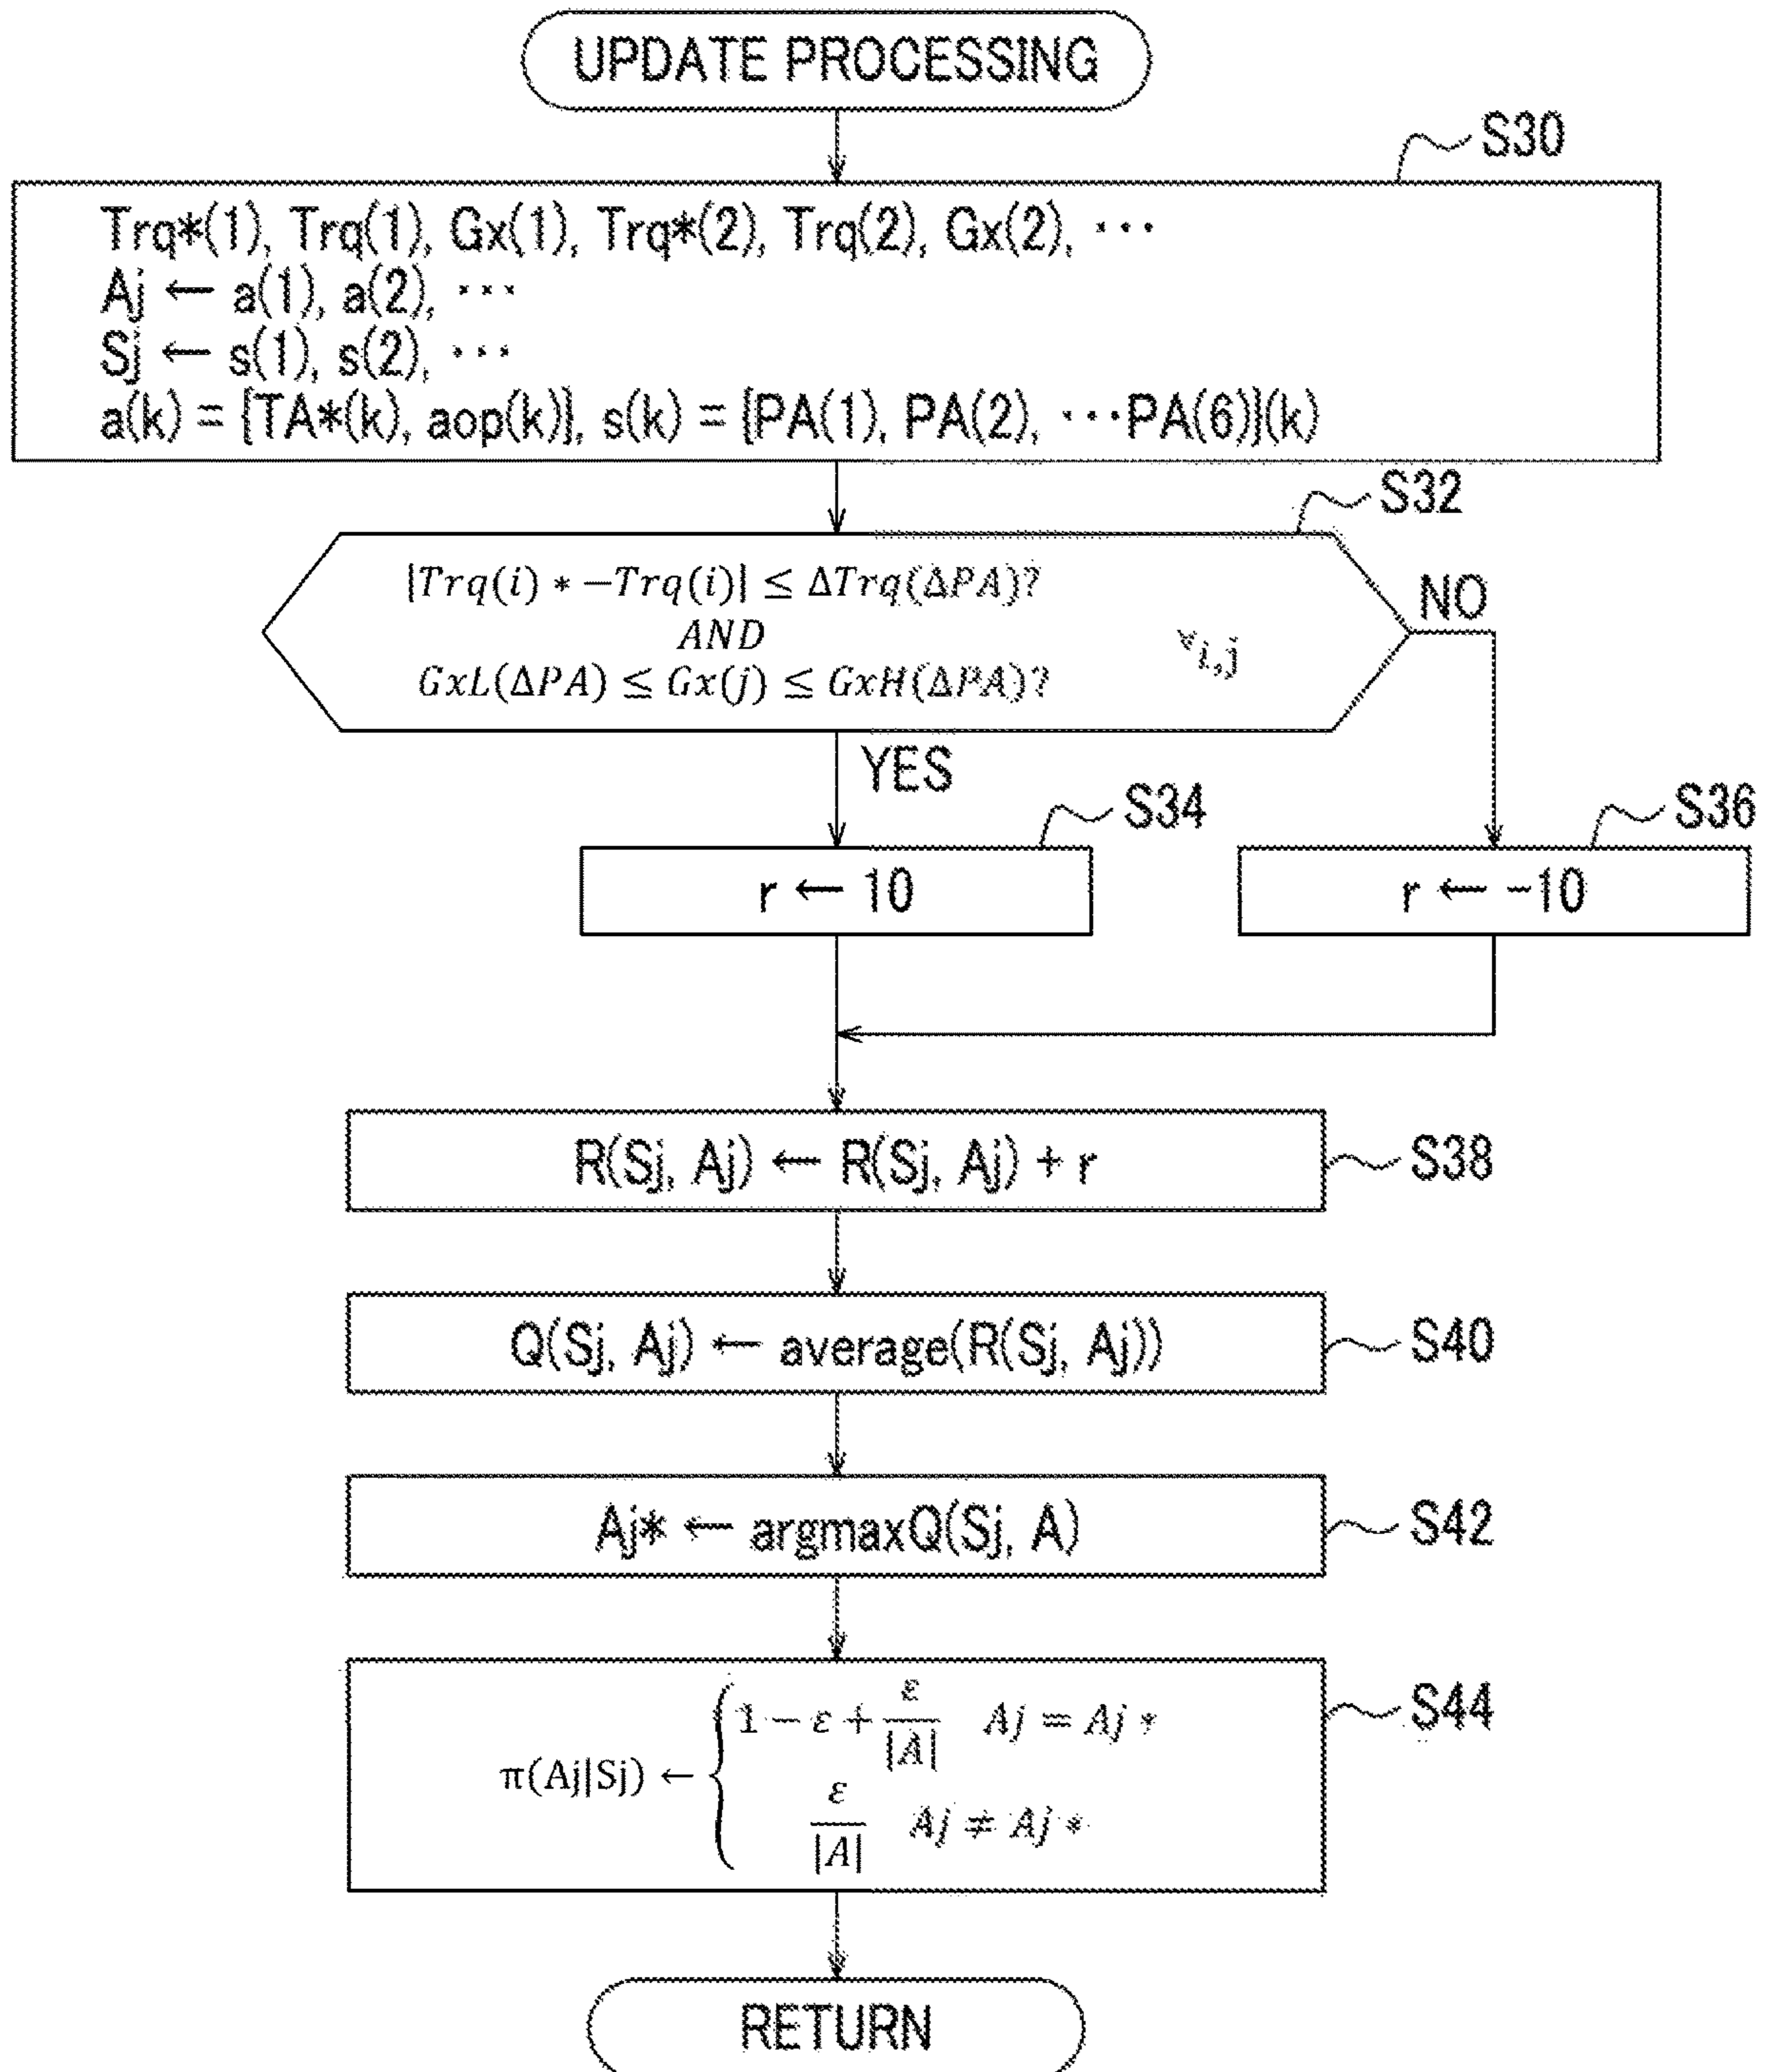 UPDATE PROCESSING
S30
Trq*(1), Trq(1), Gx(1), Trq*(2), Trq(2), Gx(2), ···
Aj ← a(1), a(2), ···
Sj ← s(1), s(2), ···
a(k) = {TA*(k), aop(k)}, s(k) = {PA(1), PA(2), ···PA(6)}(k)
S32
|Trq(i) * −Trq(i)| ≤ ΔTrq(ΔPA)?
AND
∀i,j
GxL(ΔPA) ≤ Gx(j) ≤ GxH(ΔPA)?
NO
YES
S34
S36
r ← 10
r ← −10
R(Sj, Aj) ← R(Sj, Aj) + r
S38
Q(Sj, Aj) ← average(R(Sj, Aj))
S40
Aj* ← argmaxQ(Sj, A)
S42
S44
π(Aj|Sj) ← { 1 − ε + ε/|A| Aj = Aj *
ε/|A| Aj ≠ Aj *
RETURN